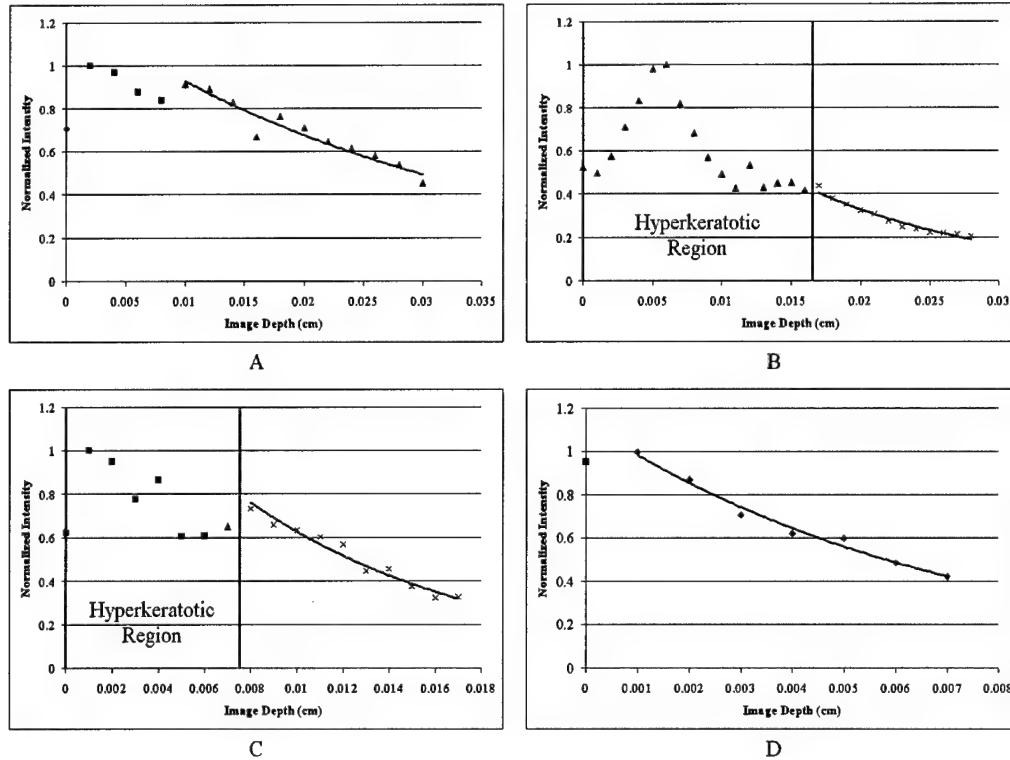 1.2
1
0.8
0.6
0.4
0.2
0
Normalized Intensity
0 0.005 0.01 0.015 0.02 0.025 0.03 0.035
Image Depth (cm)
A
1.2
1
0.8
0.6
0.4
0.2
0
Normalized Intensity
Hyperkeratotic
Region
0 0.005 0.01 0.015 0.02 0.025 0.03
Image Depth (cm)
B
1.2
1
0.8
0.6
0.4
0.2
0
Normalized Intensity
Hyperkeratotic
Region
0 0.002 0.004 0.006 0.008 0.01 0.012 0.014 0.016 0.018
Image Depth (cm)
C
1.2
1
0.8
0.6
0.4
0.2
0
Normalized Intensity
0 0.001 0.002 0.003 0.004 0.005 0.006 0.007 0.008
Image Depth (cm)
D